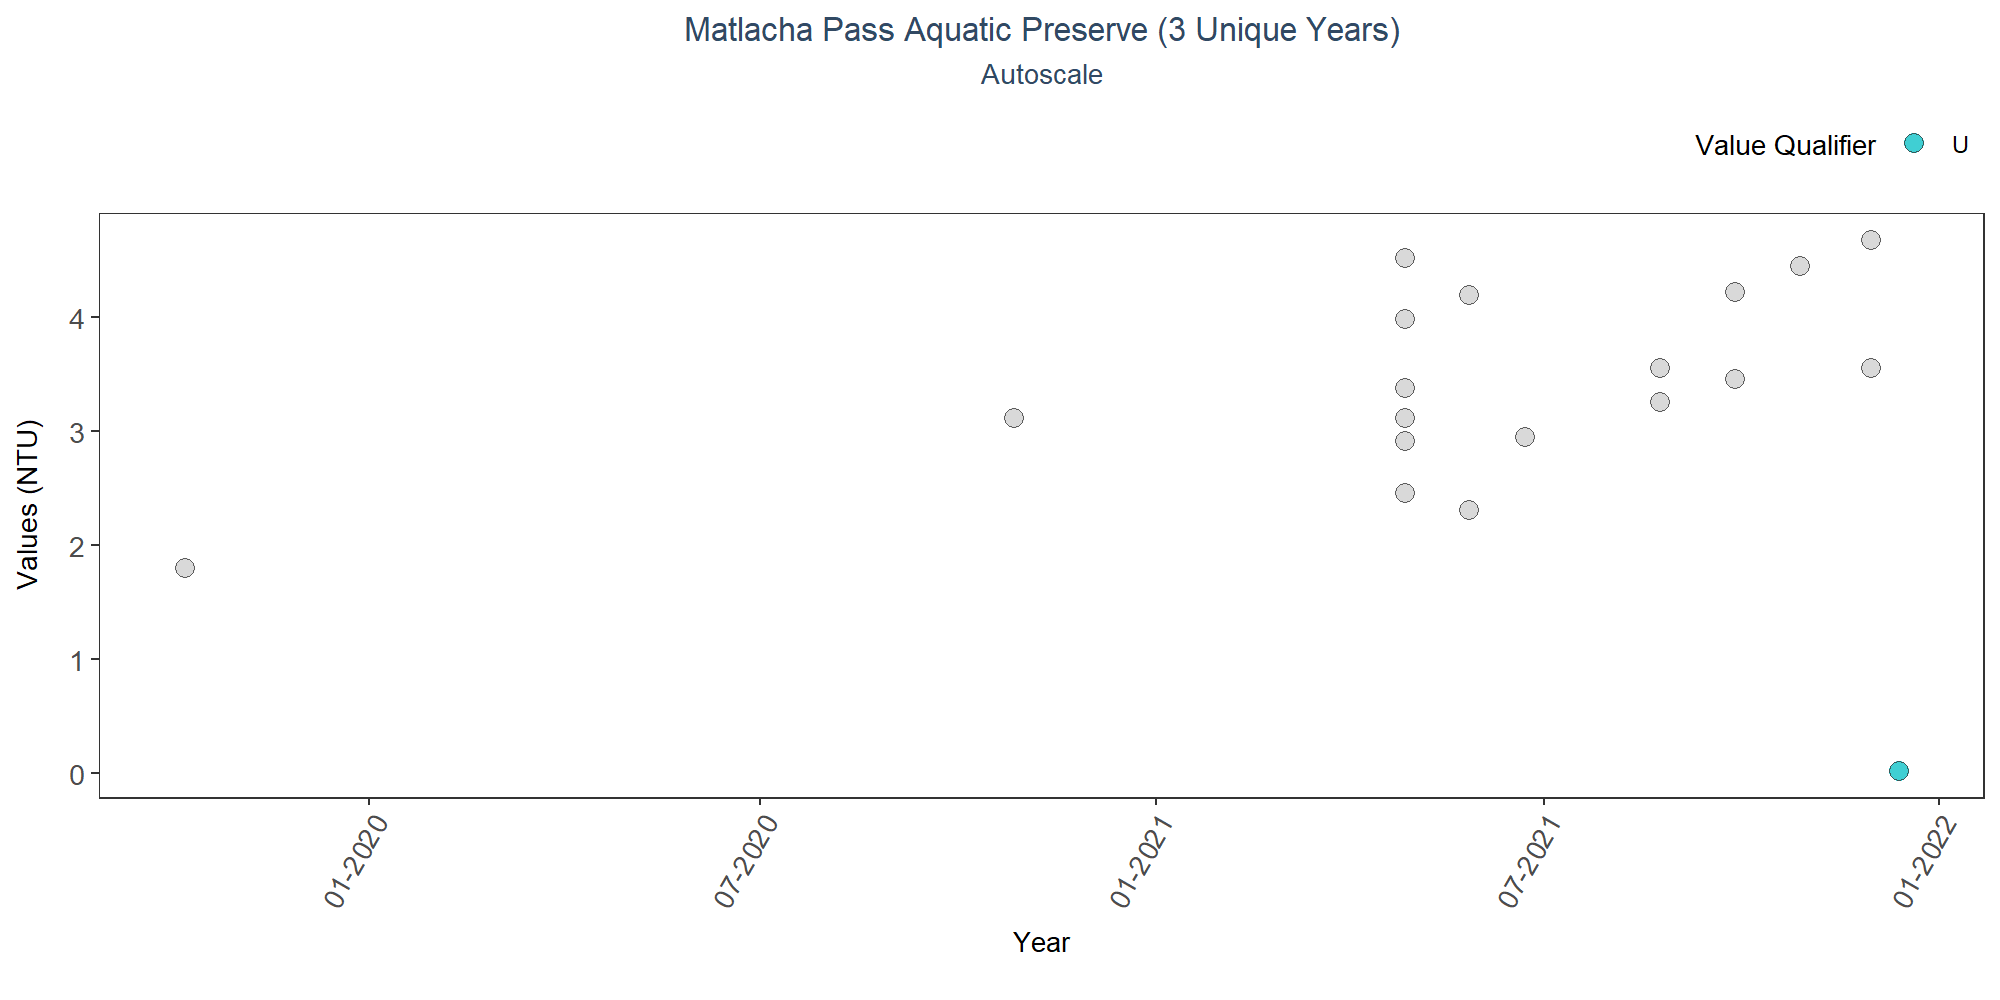 Matlacha Pass Aquatic Preserve (3 Unique Years)
Autoscale
Value Qualifier U
Values (NTU)
4
3
2
1
0
01-2020 07-2020 01-2021 07-2021 01-2022
Year